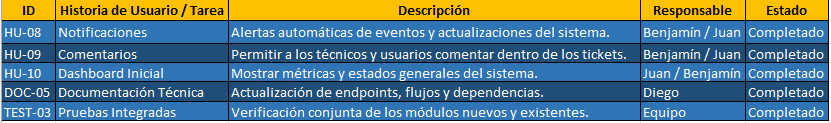 ID Historia de Usuario / Tarea Descripción Responsable Estado
HU-08 Notificaciones Alertas automáticas de eventos y actualizaciones del sistema. Benjamín / Juan Completado
HU-09 Comentarios Permitir a los técnicos y usuarios comentar dentro de los tickets. Benjamín / Juan Completado
HU-10 Dashboard Inicial Mostrar métricas y estados generales del sistema. Juan / Benjamín Completado
DOC-05 Documentación Técnica Actualización de endpoints, flujos y dependencias. Diego Completado
TEST-03 Pruebas Integradas Verificación conjunta de los módulos nuevos y existentes. Equipo Completado